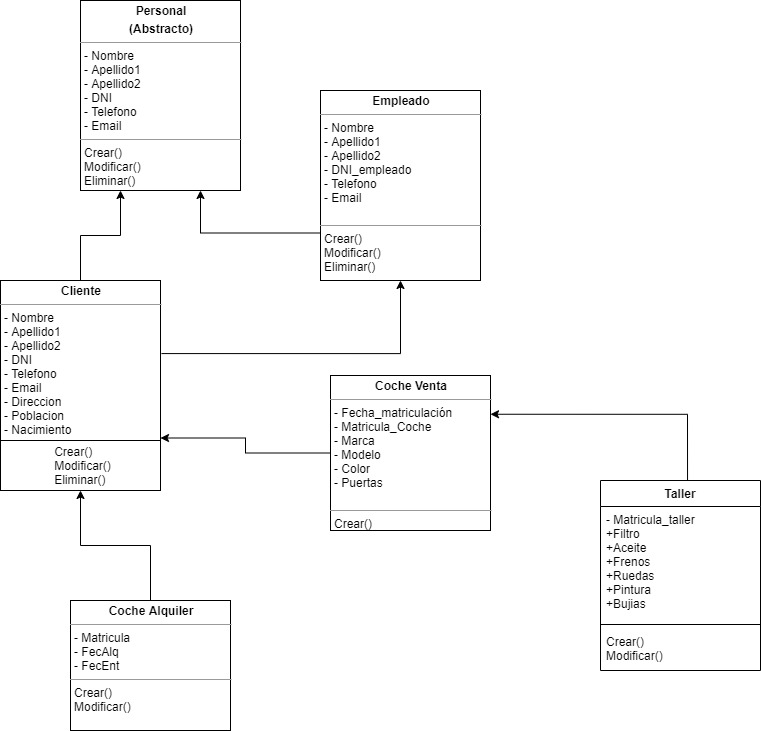 Personal
(Abstracto)
- Nombre
- Apellido1
- Apellido2
- DNI
- Telefono
- Email
Crear()
Modificar()
Eliminar()
Empleado
- Nombre
- Apellido1
- Apellido2
- DNI_empleado
- Telefono
- Email
Crear()
Modificar()
Eliminar()
Cliente
- Nombre
- Apellido1
- Apellido2
- DNI
- Telefono
- Email
- Direccion
- Poblacion
- Nacimiento
Crear()
Modificar()
Eliminar()
Coche Venta
- Fecha_matriculación
- Matricula_Coche
- Marca
- Modelo
- Color
- Puertas
Crear()
Taller
- Matricula_taller
+Filtro
+Aceite
+Frenos
+Ruedas
+Pintura
+Bujias
Crear()
Modificar()
Coche Alquiler
- Matricula
- FecAlq
- FecEnt
Crear()
Modificar()